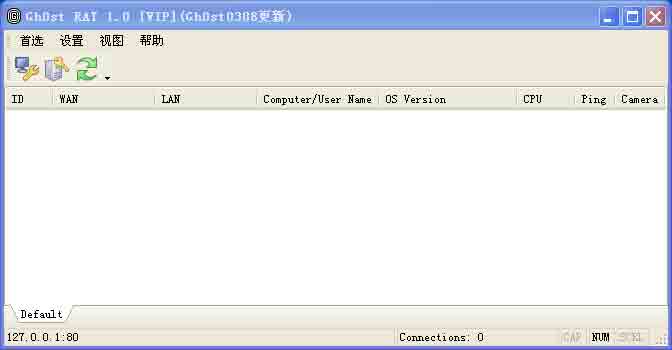 Gh0st RAT 1.0 [VIP](Gh0st0308更新)
首选 设置 视图 帮助
ID WAN LAN Computer/User Name OS Version CPU Ping Camera
Default
127.0.0.1:80 Connections: 0 CAP NUM SCRL